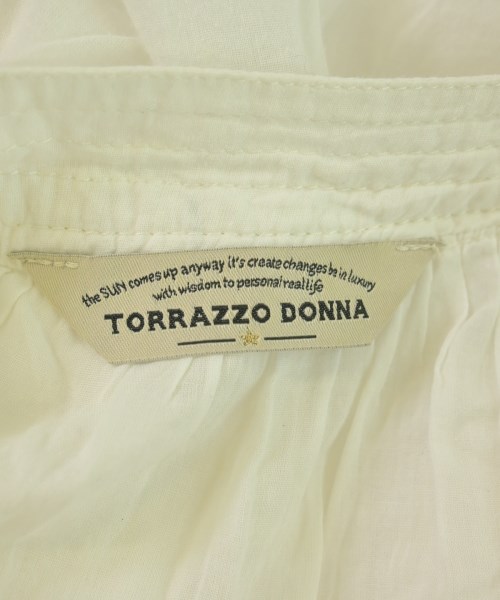 the SUN comes up anyway it's create changes be in luxury
with wisdom to personal real life
TORRAZZO DONNA